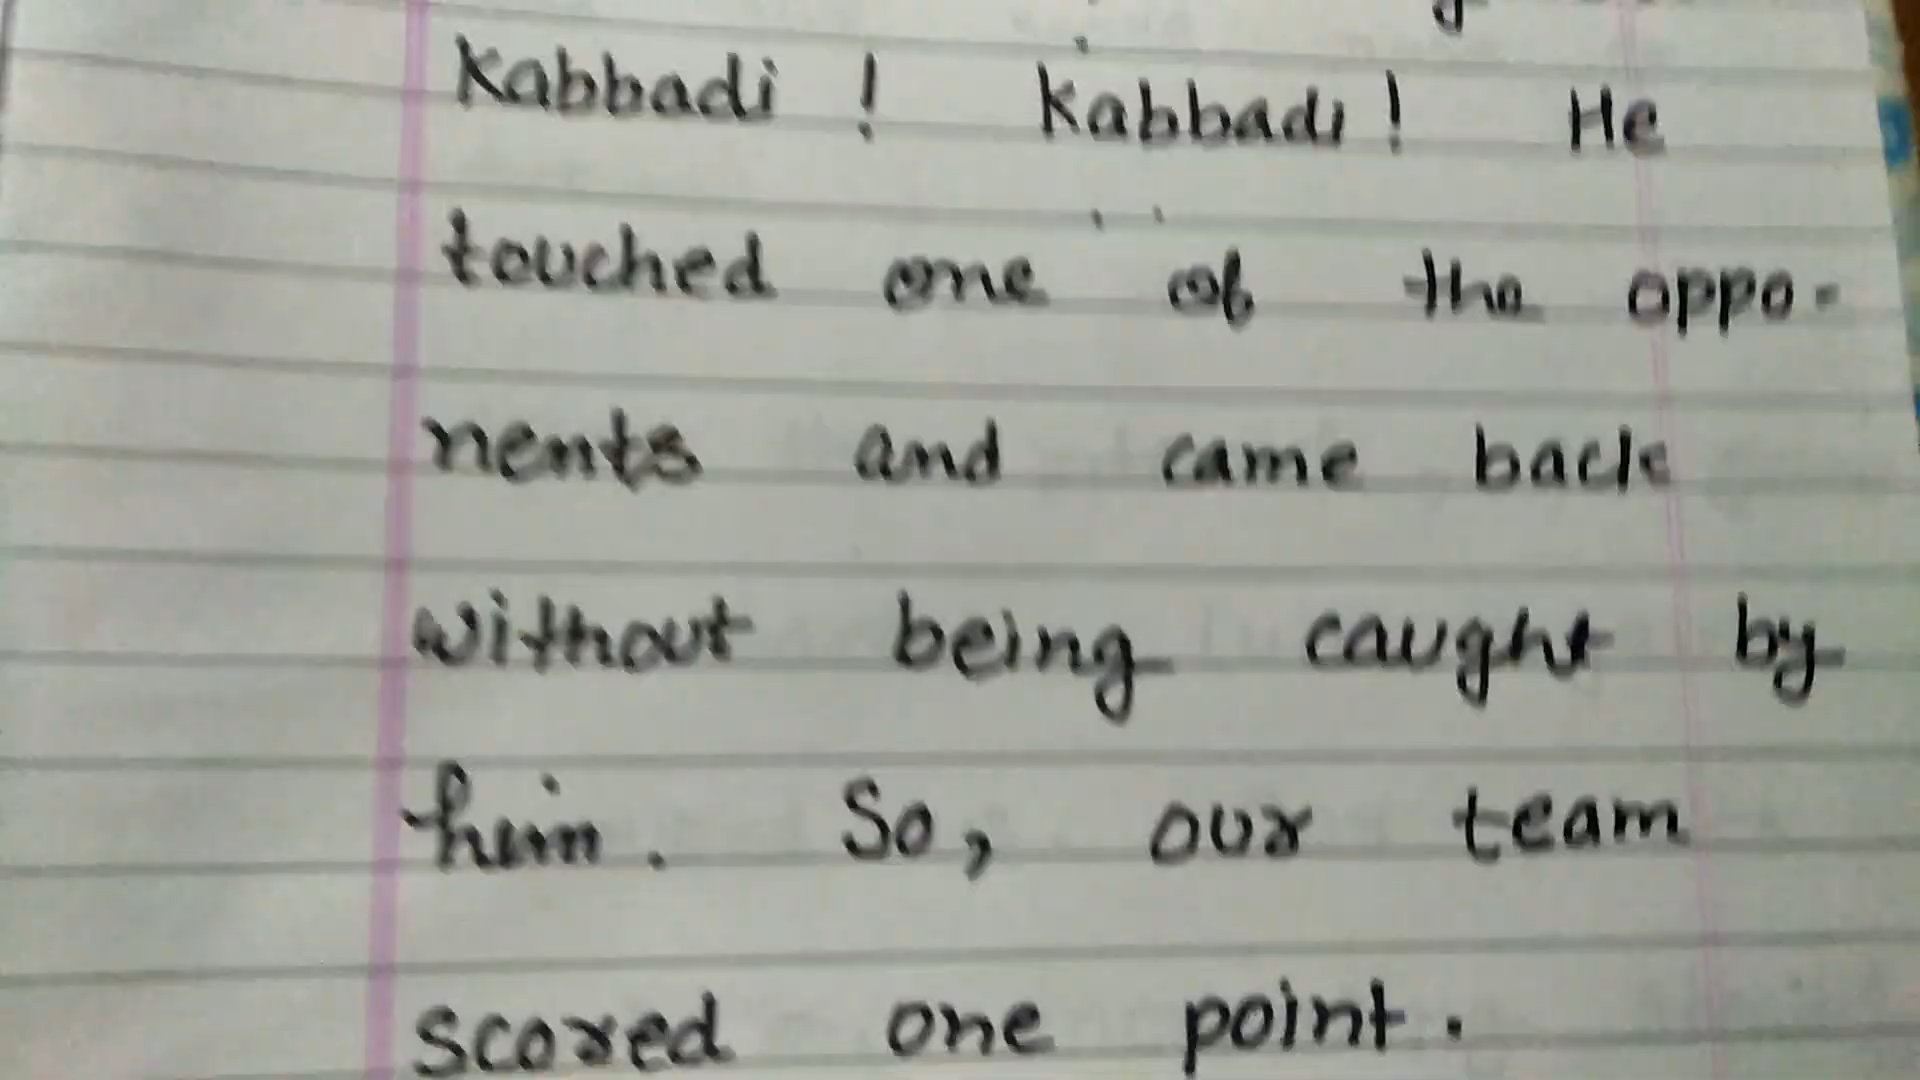 Kabbadi ! Kabbadi ! He
touched one of the oppo-
nents and came back
without being caught by
him. So, our team
scored one point.